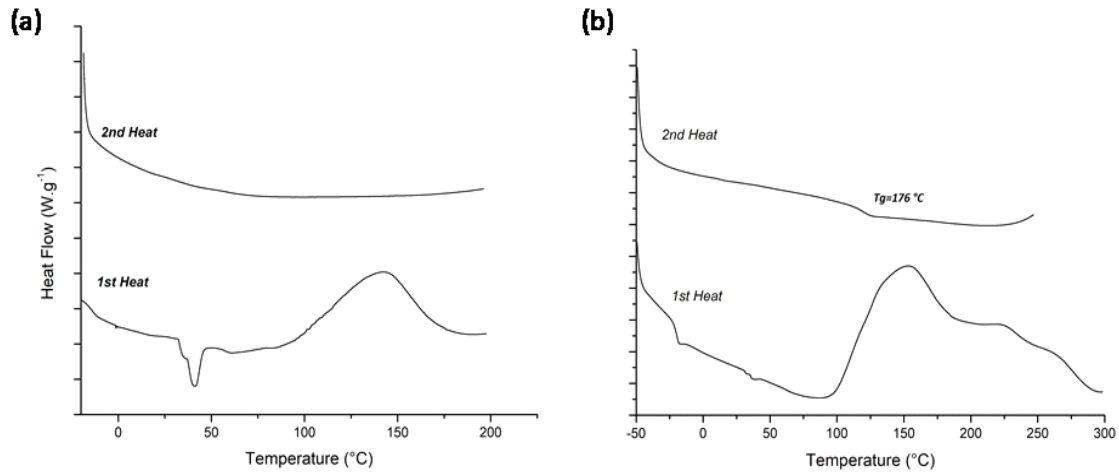 (a)
2nd Heat
1st Heat
Heat Flow (W.g⁻¹)
0 50 100 150 200
Temperature (°C)
(b)
2nd Heat
Tg=176 °C
1st Heat
-50 0 50 100 150 200 250 300
Temperature (°C)